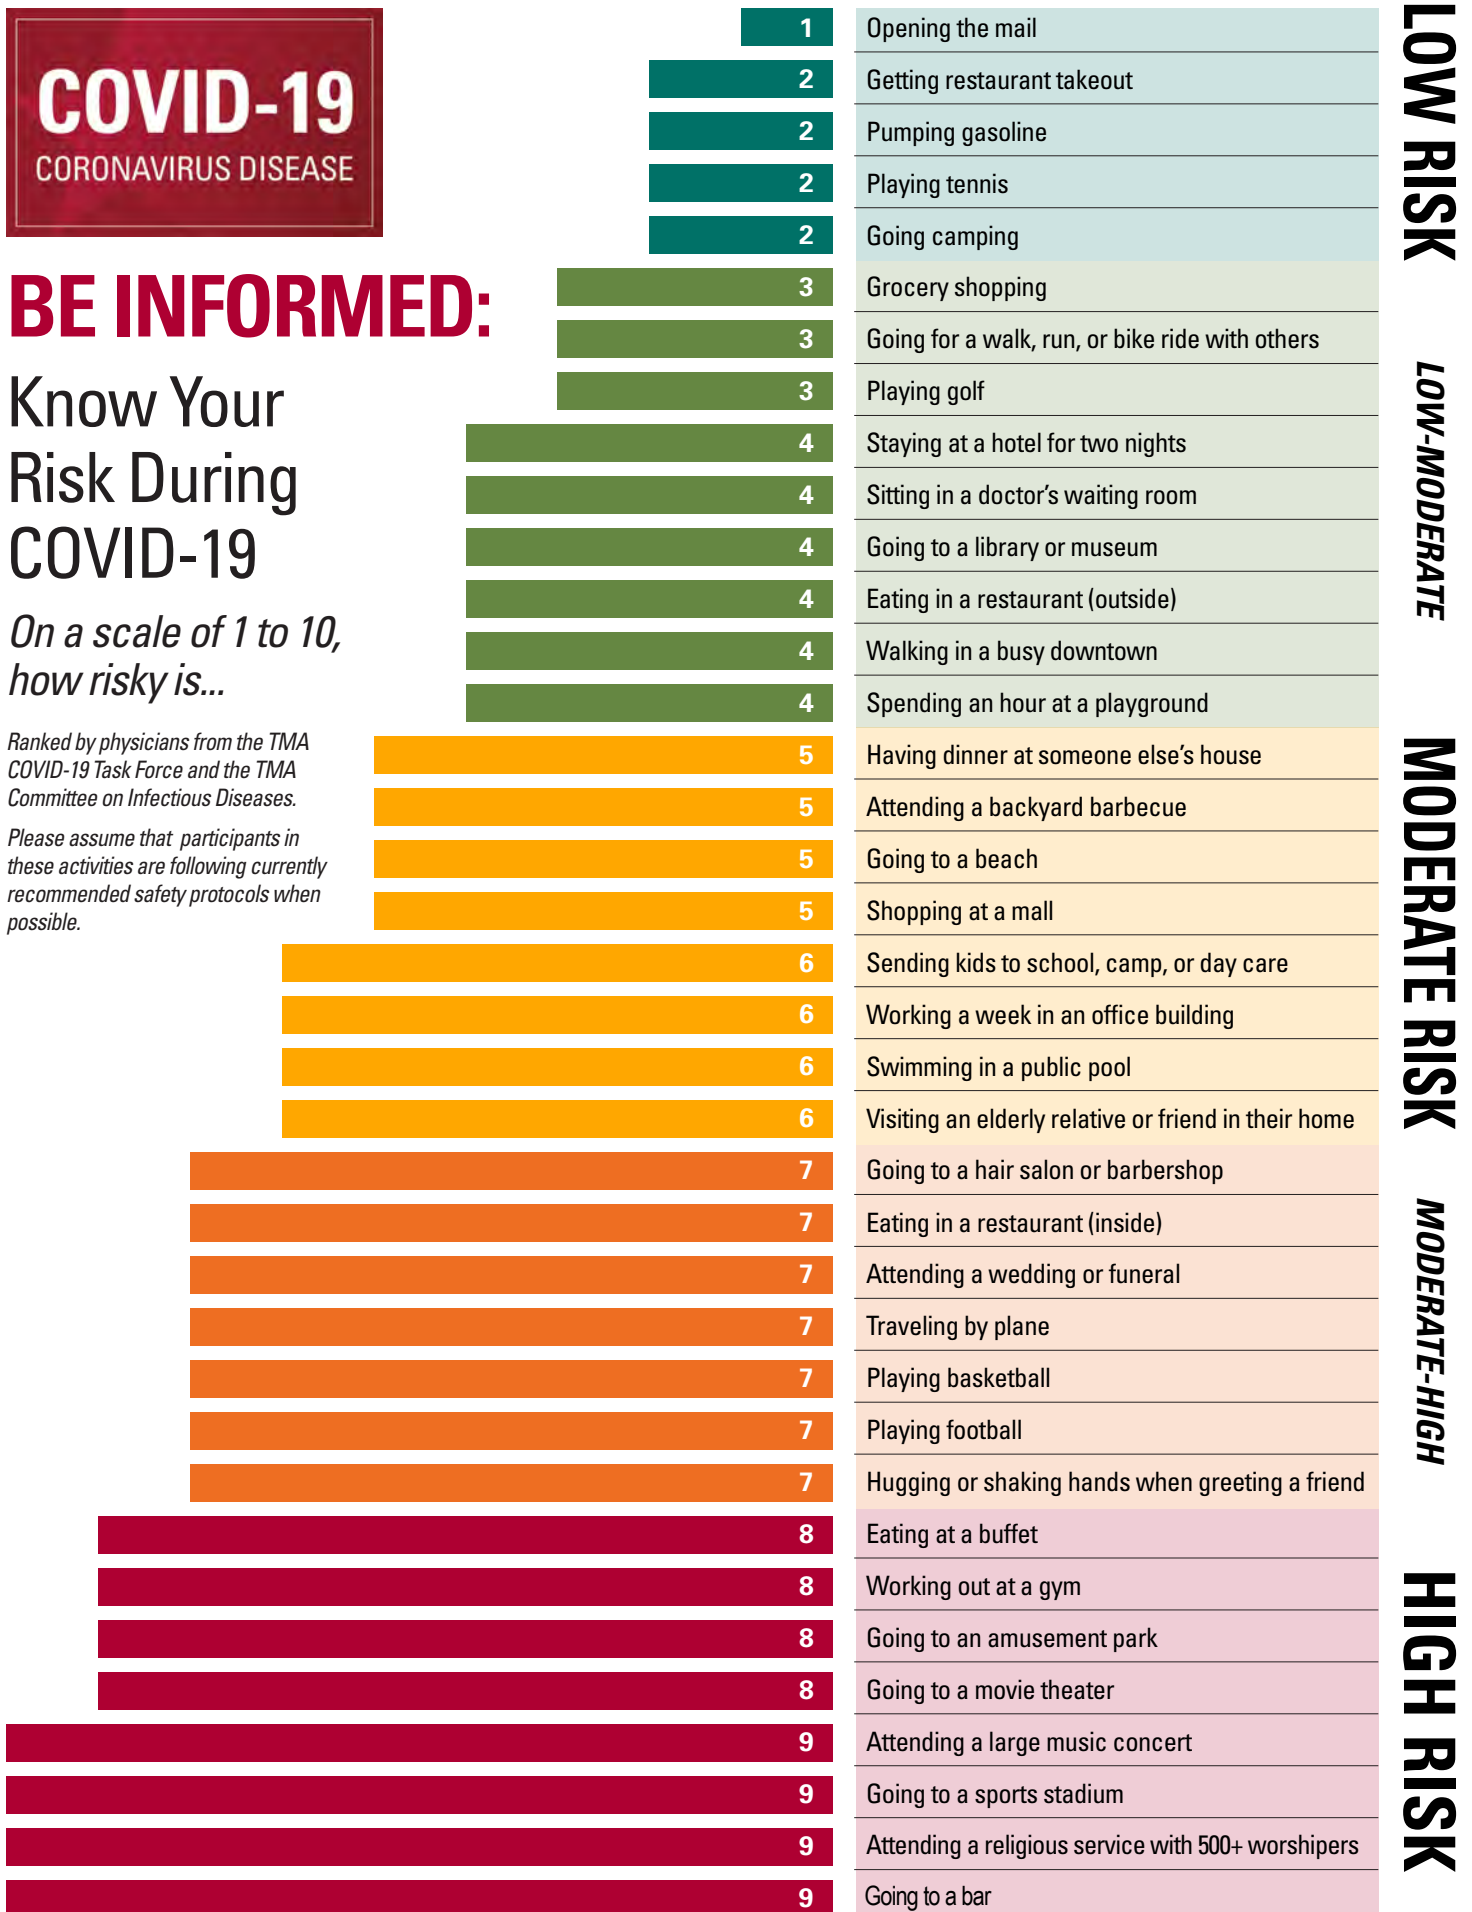 COVID-19
CORONAVIRUS DISEASE
BE INFORMED:
Know Your
Risk During
COVID-19
On a scale of 1 to 10,
how risky is...
Ranked by physicians from the TMA
COVID-19 Task Force and the TMA
Committee on Infectious Diseases.
Please assume that participants in
these activities are following currently
recommended safety protocols when
possible.
1 Opening the mail
2 Getting restaurant takeout
2 Pumping gasoline
2 Playing tennis
2 Going camping
3 Grocery shopping
3 Going for a walk, run, or bike ride with others
3 Playing golf
4 Staying at a hotel for two nights
4 Sitting in a doctor's waiting room
4 Going to a library or museum
4 Eating in a restaurant (outside)
4 Walking in a busy downtown
4 Spending an hour at a playground
5 Having dinner at someone else's house
5 Attending a backyard barbecue
5 Going to a beach
5 Shopping at a mall
6 Sending kids to school, camp, or day care
6 Working a week in an office building
6 Swimming in a public pool
6 Visiting an elderly relative or friend in their home
7 Going to a hair salon or barbershop
7 Eating in a restaurant (inside)
7 Attending a wedding or funeral
7 Traveling by plane
7 Playing basketball
7 Playing football
7 Hugging or shaking hands when greeting a friend
8 Eating at a buffet
8 Working out at a gym
8 Going to an amusement park
8 Going to a movie theater
9 Attending a large music concert
9 Going to a sports stadium
9 Attending a religious service with 500+ worshipers
9 Going to a bar
LOW RISK
LOW-MODERATE
MODERATE RISK
MODERATE-HIGH
HIGH RISK